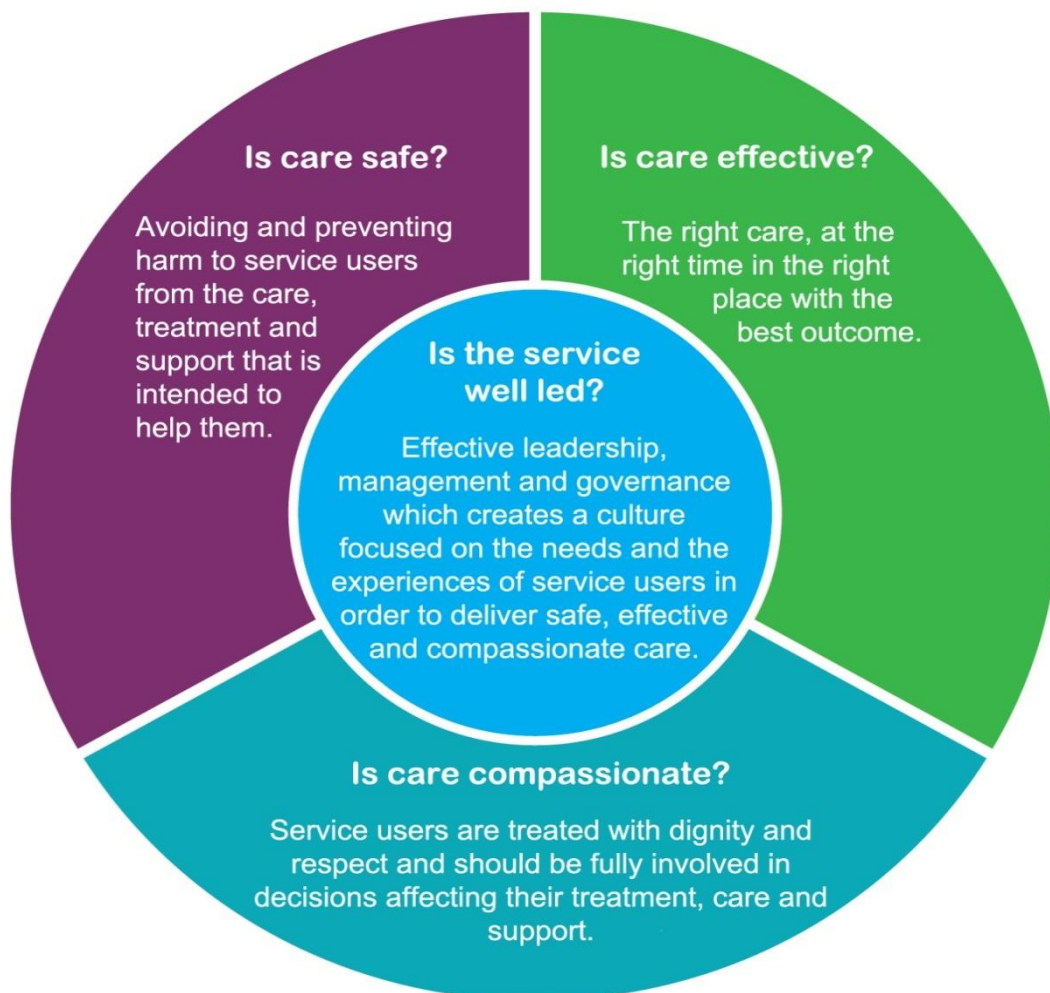 Is care safe?
Avoiding and preventing
harm to service users
from the care,
treatment and
support that is
intended to
help them.
Is care effective?
The right care, at the
right time in the right
place with the
best outcome.
Is the service
well led?
Effective leadership,
management and governance
which creates a culture
focused on the needs and the
experiences of service users in
order to deliver safe, effective
and compassionate care.
Is care compassionate?
Service users are treated with dignity and
respect and should be fully involved in
decisions affecting their treatment, care and
support.